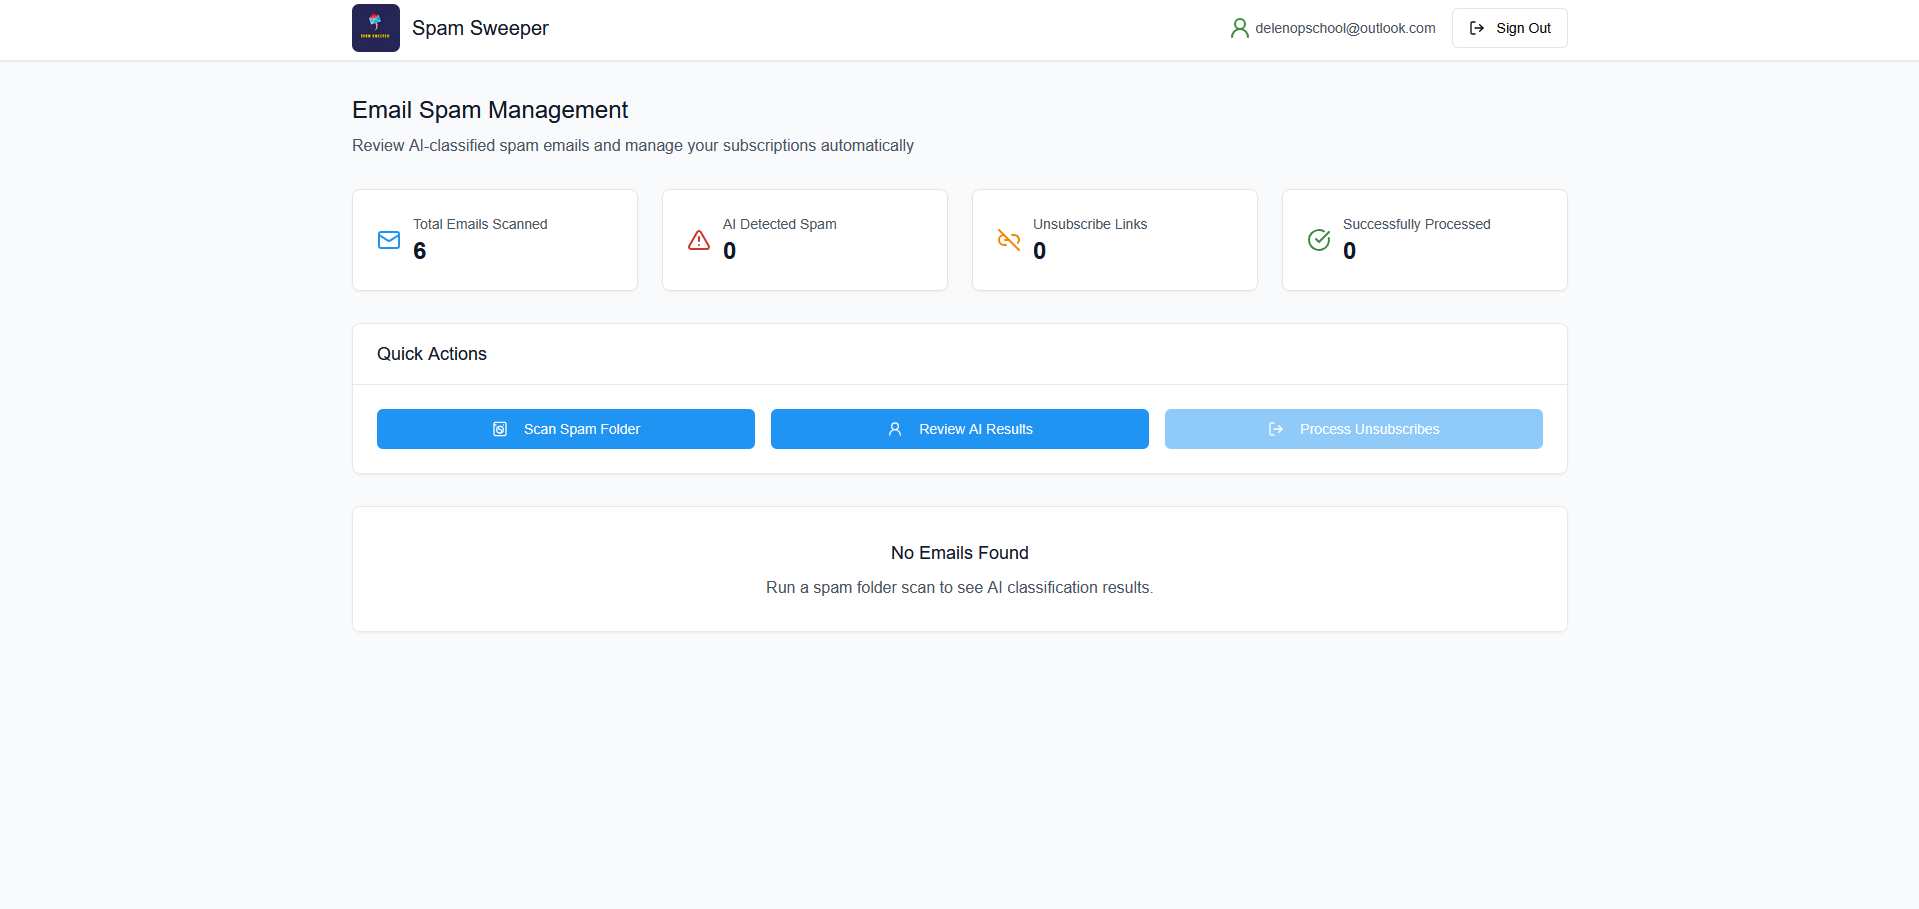 SPAM SWEEPER
Spam Sweeper
delenopschool@outlook.com
Sign Out
Email Spam Management
Review AI-classified spam emails and manage your subscriptions automatically
Total Emails Scanned
6
AI Detected Spam
0
Unsubscribe Links
0
Successfully Processed
0
Quick Actions
Scan Spam Folder
Review AI Results
Process Unsubscribes
No Emails Found
Run a spam folder scan to see AI classification results.